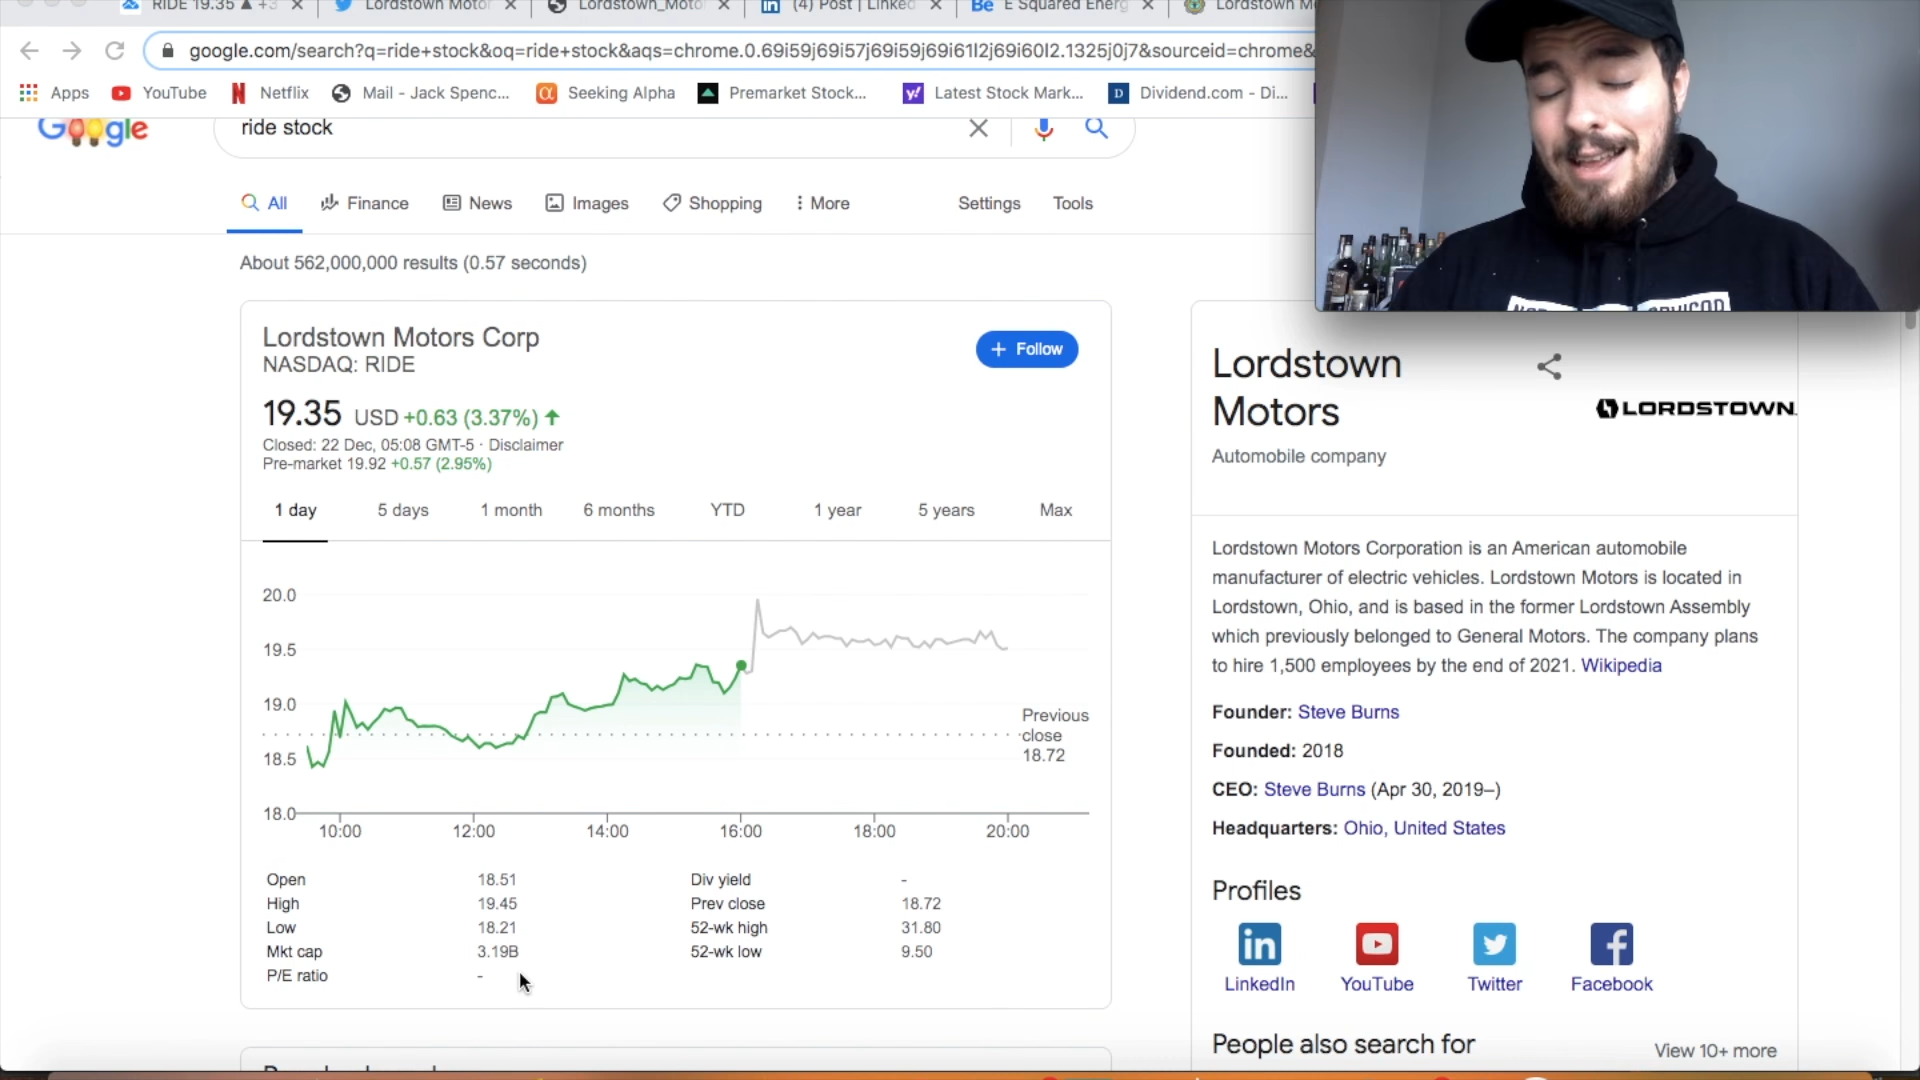 RIDE 19.35 ▲ +3
Lordstown Motor
Lordstown_Motor
(4) Post | Linked
E Squared Energ
Lordstown M
google.com/search?q=ride+stock&oq=ride+stock&aqs=chrome.0.69i59j69i57j69i59j69i61l2j69i60l2.1325j0j7&sourceid=chrome&
Apps
YouTube
Netflix
Mail - Jack Spenc...
Seeking Alpha
Premarket Stock...
Latest Stock Mark...
Dividend.com - Di...
Google
ride stock
All
Finance
News
Images
Shopping
More
Settings
Tools
About 562,000,000 results (0.57 seconds)
Lordstown Motors Corp
NASDAQ: RIDE
+ Follow
19.35 USD +0.63 (3.37%) ↑
Closed: 22 Dec, 05:08 GMT-5 · Disclaimer
Pre-market 19.92 +0.57 (2.95%)
1 day
5 days
1 month
6 months
YTD
1 year
5 years
Max
20.0
19.5
19.0
18.5
18.0
Previous
close
18.72
10:00
12:00
14:00
16:00
18:00
20:00
Open 18.51
High 19.45
Low 18.21
Mkt cap 3.19B
P/E ratio -
Div yield -
Prev close 18.72
52-wk high 31.80
52-wk low 9.50
Lordstown
Motors
LORDSTOWN
Automobile company
Lordstown Motors Corporation is an American automobile
manufacturer of electric vehicles. Lordstown Motors is located in
Lordstown, Ohio, and is based in the former Lordstown Assembly
which previously belonged to General Motors. The company plans
to hire 1,500 employees by the end of 2021. Wikipedia
Founder: Steve Burns
Founded: 2018
CEO: Steve Burns (Apr 30, 2019–)
Headquarters: Ohio, United States
Profiles
LinkedIn
YouTube
Twitter
Facebook
People also search for
View 10+ more